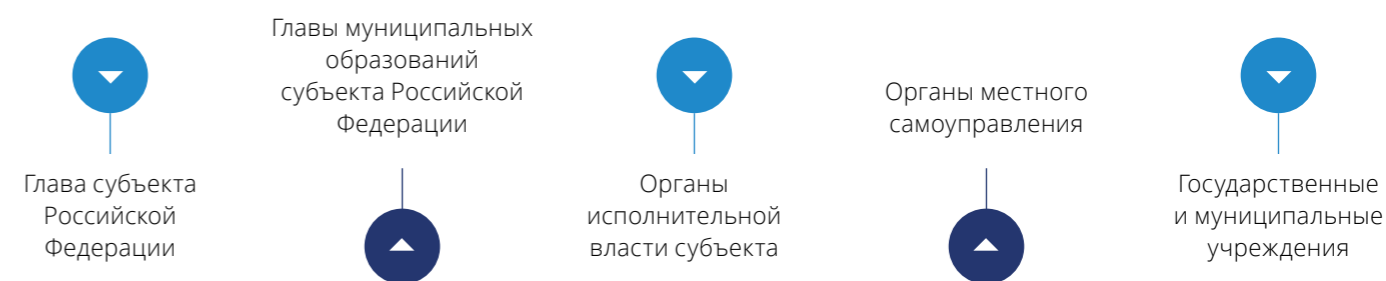 Глава субъекта
Российской
Федерации
Главы муниципальных
образований
субъекта Российской
Федерации
Органы
исполнительной
власти субъекта
Органы местного
самоуправления
Государственные
и муниципальные
учреждения